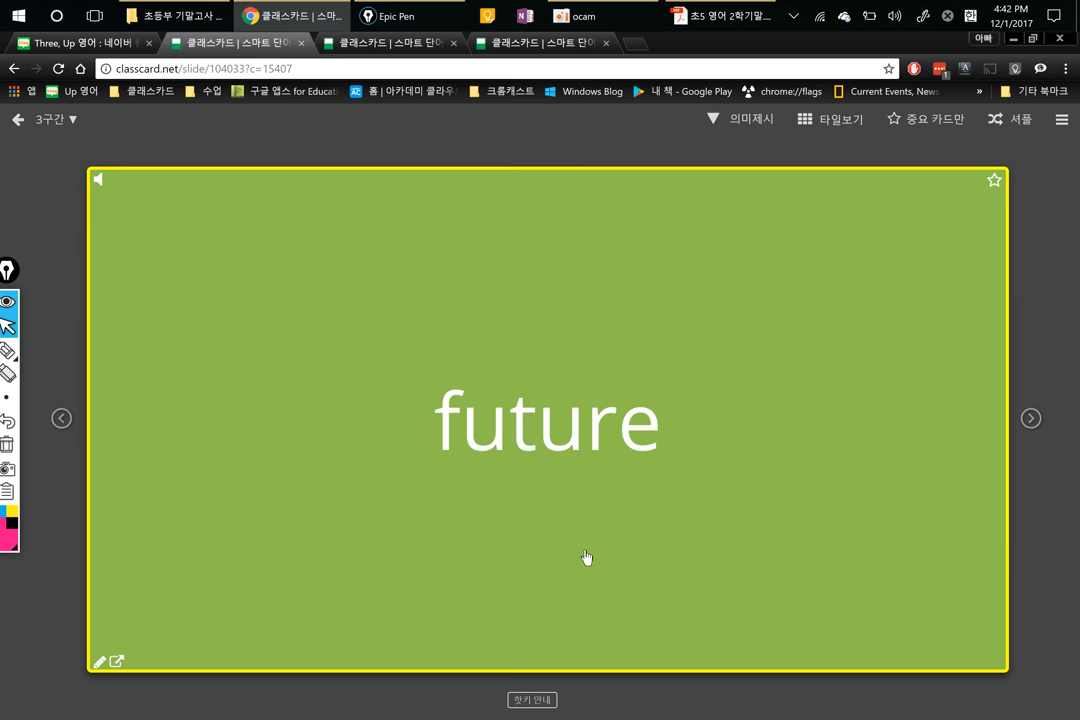 초등부 기말고사 ...
클래스카드 | 스마...
Epic Pen
ocam
초5 영어 2학기기말...
한
4:42 PM
12/1/2017
Three, Up 영어 : 네이버
클래스카드 | 스마트 단어
클래스카드 | 스마트 단어
클래스카드 | 스마트 단어
아빠
classcard.net/slide/104033?c=15407
1
앱
Up 영어
클래스카드
수업
구글 앱스 for Educati
홈 | 아카데미 클라우
크롬캐스트
Windows Blog
내 책 - Google Play
chrome://flags
Current Events, News
»
기타 북마크
3구간 ▼
의미제시
타일보기
중요 카드만
셔플
future
핫키 안내